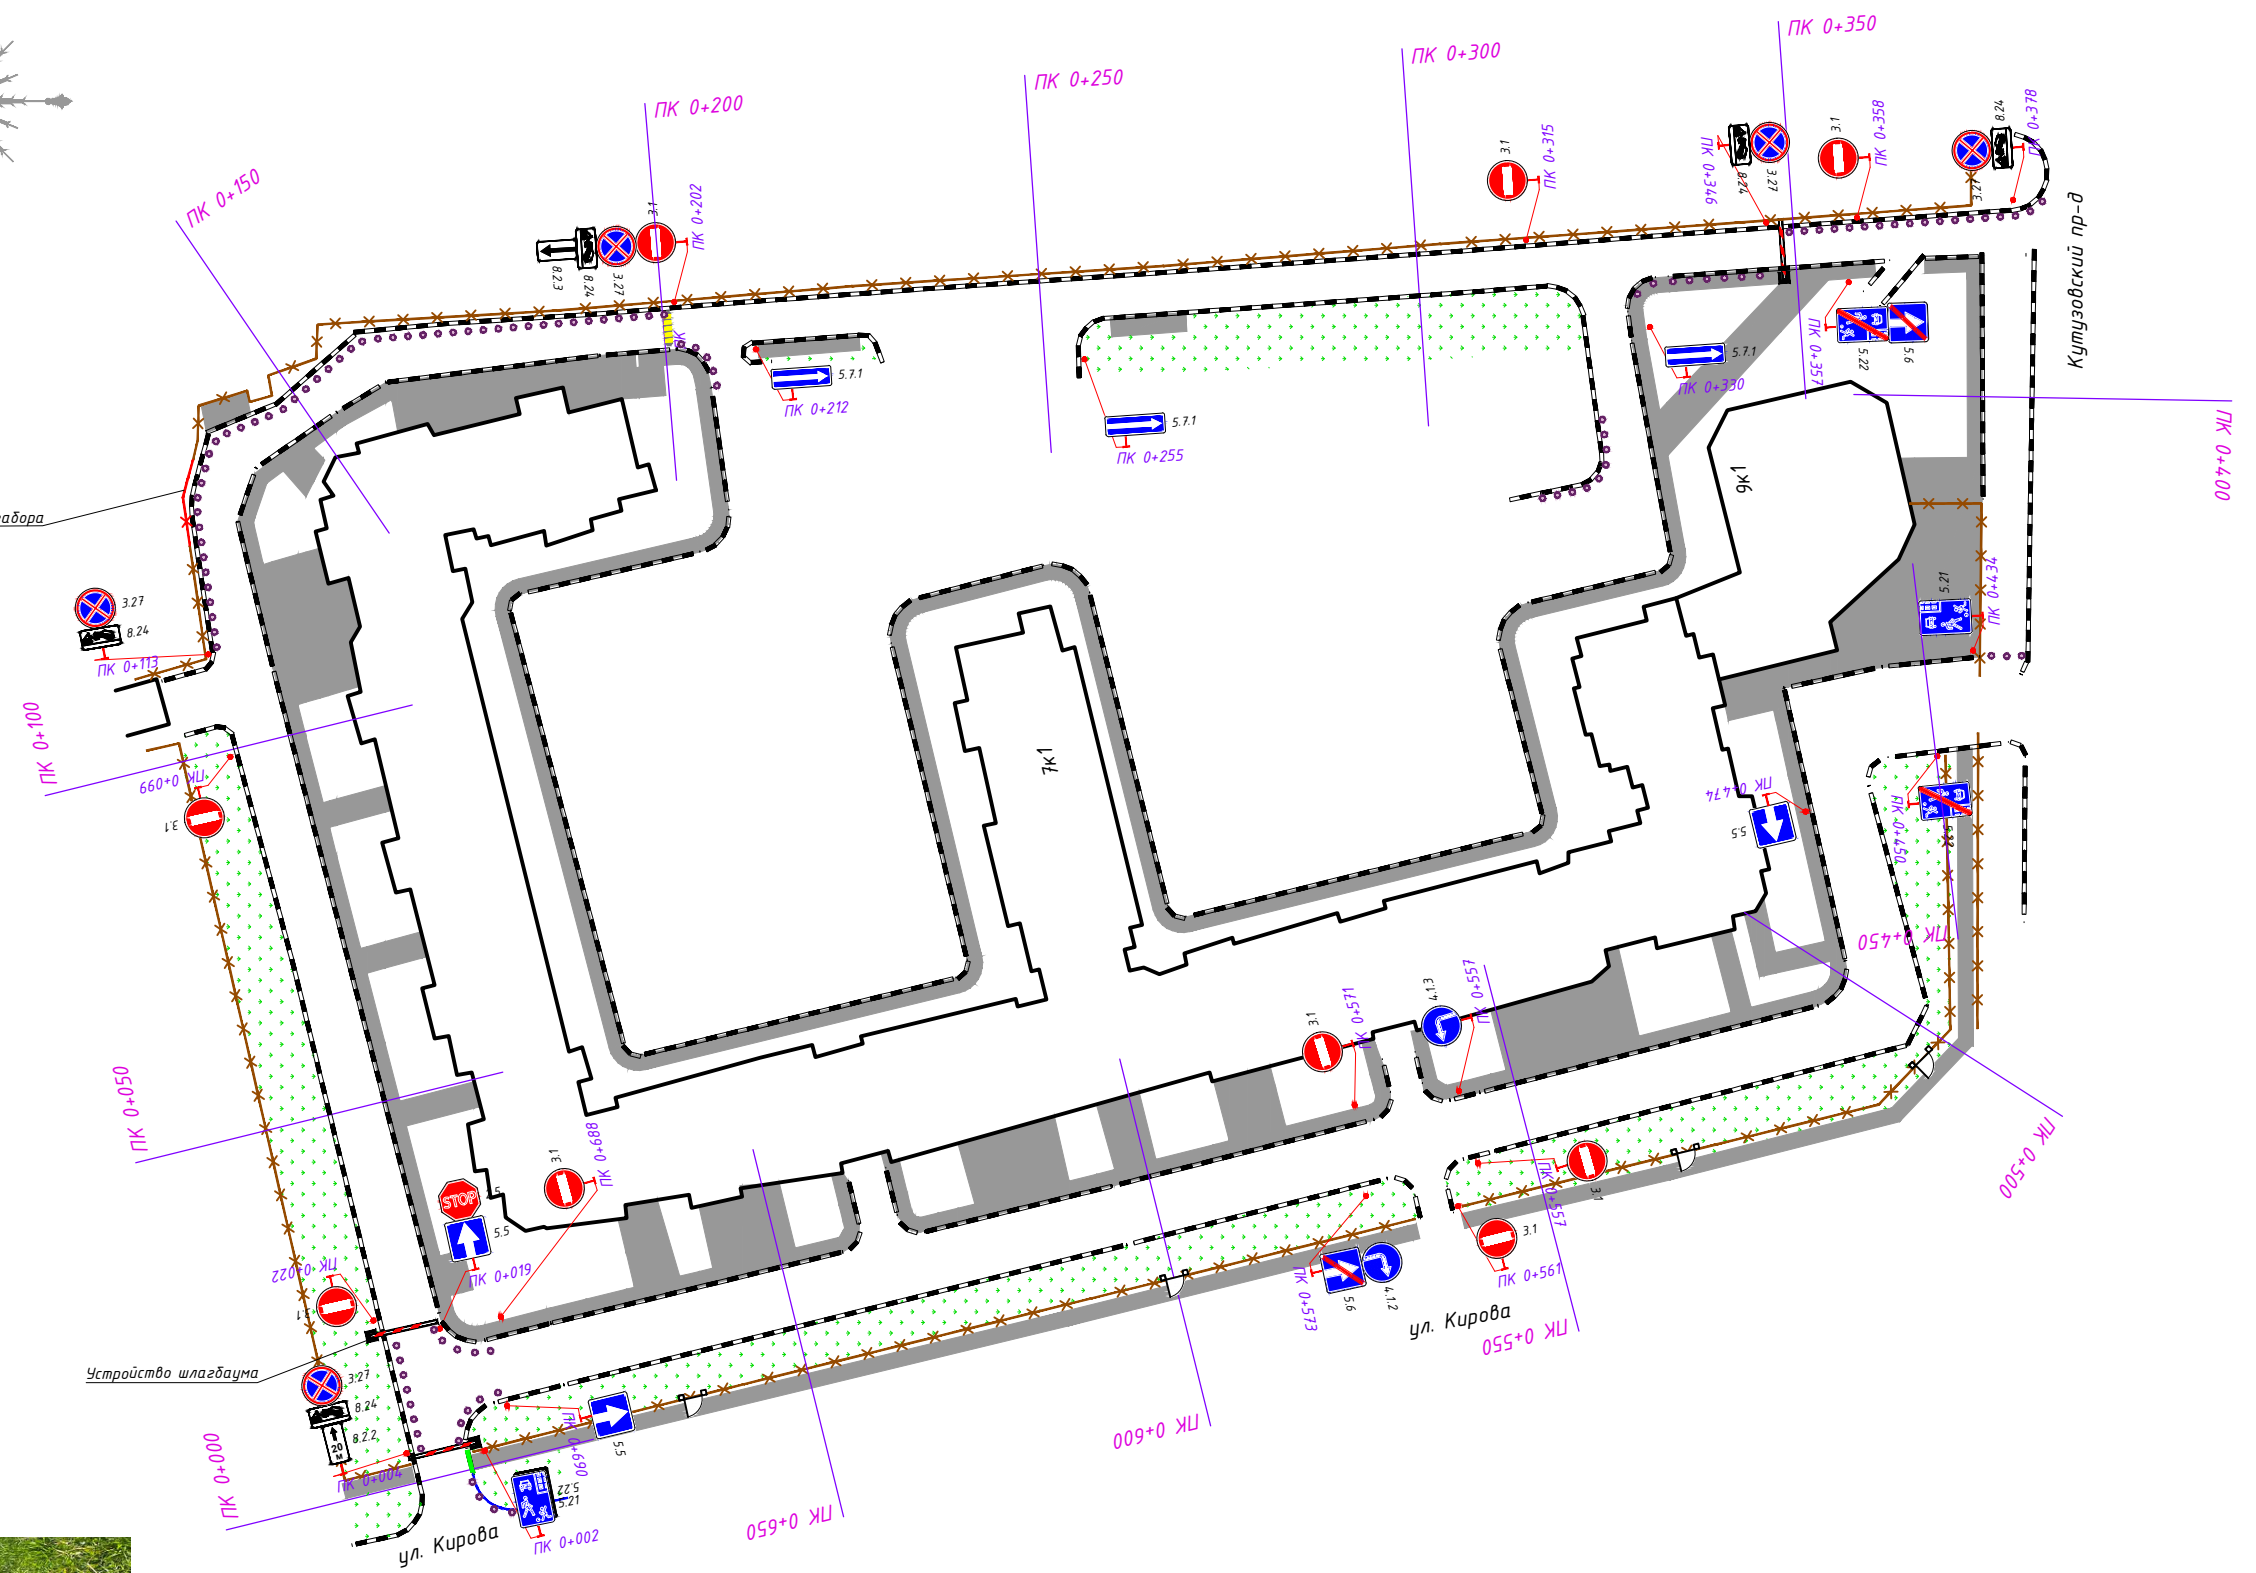 ПК 0+350
ПК 0+300
ПК 0+250
ПК 0+200
ПК 0+150
3.1
ПК 0+315
ПК 0+346
8.24
3.27
3.1
ПК 0+358
8.24
3.27
ПК 0+378
Кутузовский пр-д
3.1
ПК 0+202
8.2.3
8.24
3.27
5.7.1
ПК 0+212
5.7.1
ПК 0+255
5.7.1
ПК 0+330
ПК 0+357
5.22
5.6
ПК 0+400
9к1
3.27
8.24
ПК 0+113
ПК 0+100
5.21
ПК 0+434
ПК 0+099
3.1
7к1
ПК 0+474
5.5
ПК 0+450
5.22
ПК 0+450
ПК 0+571
3.1
4.1.3
ПК 0+557
ПК 0+050
ПК 0+688
3.1
STOP
2.5
5.5
ПК 0+019
ПК 0+022
3.1
ПК 0+557
3.1
3.1
ПК 0+561
ПК 0+500
ПК 0+573
5.6
4.1.2
ул. Кирова
ПК 0+550
Устройство шлагбаума
3.27
8.24
8.2.2
20
М
ПК 0+004
ПК 0+000
ПК 0+690
5.5
5.22
5.21
ПК 0+002
ул. Кирова
ПК 0+650
ПК 0+600